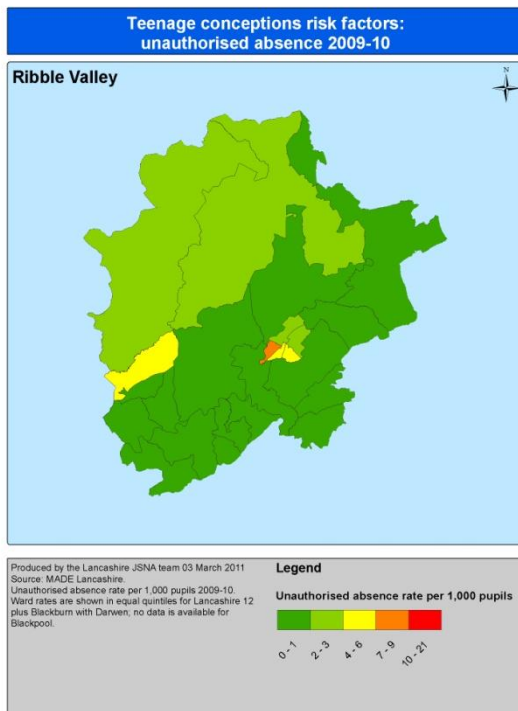 Teenage conceptions risk factors:
unauthorised absence 2009-10
Ribble Valley
N
Produced by the Lancashire JSNA team 03 March 2011
Source: MADE Lancashire.
Unauthorised absence rate per 1,000 pupils 2009-10.
Ward rates are shown in equal quintiles for Lancashire 12
plus Blackburn with Darwen; no data is available for
Blackpool.
Legend
Unauthorised absence rate per 1,000 pupils
0 - 1
2 - 3
4 - 6
7 - 9
10 - 21